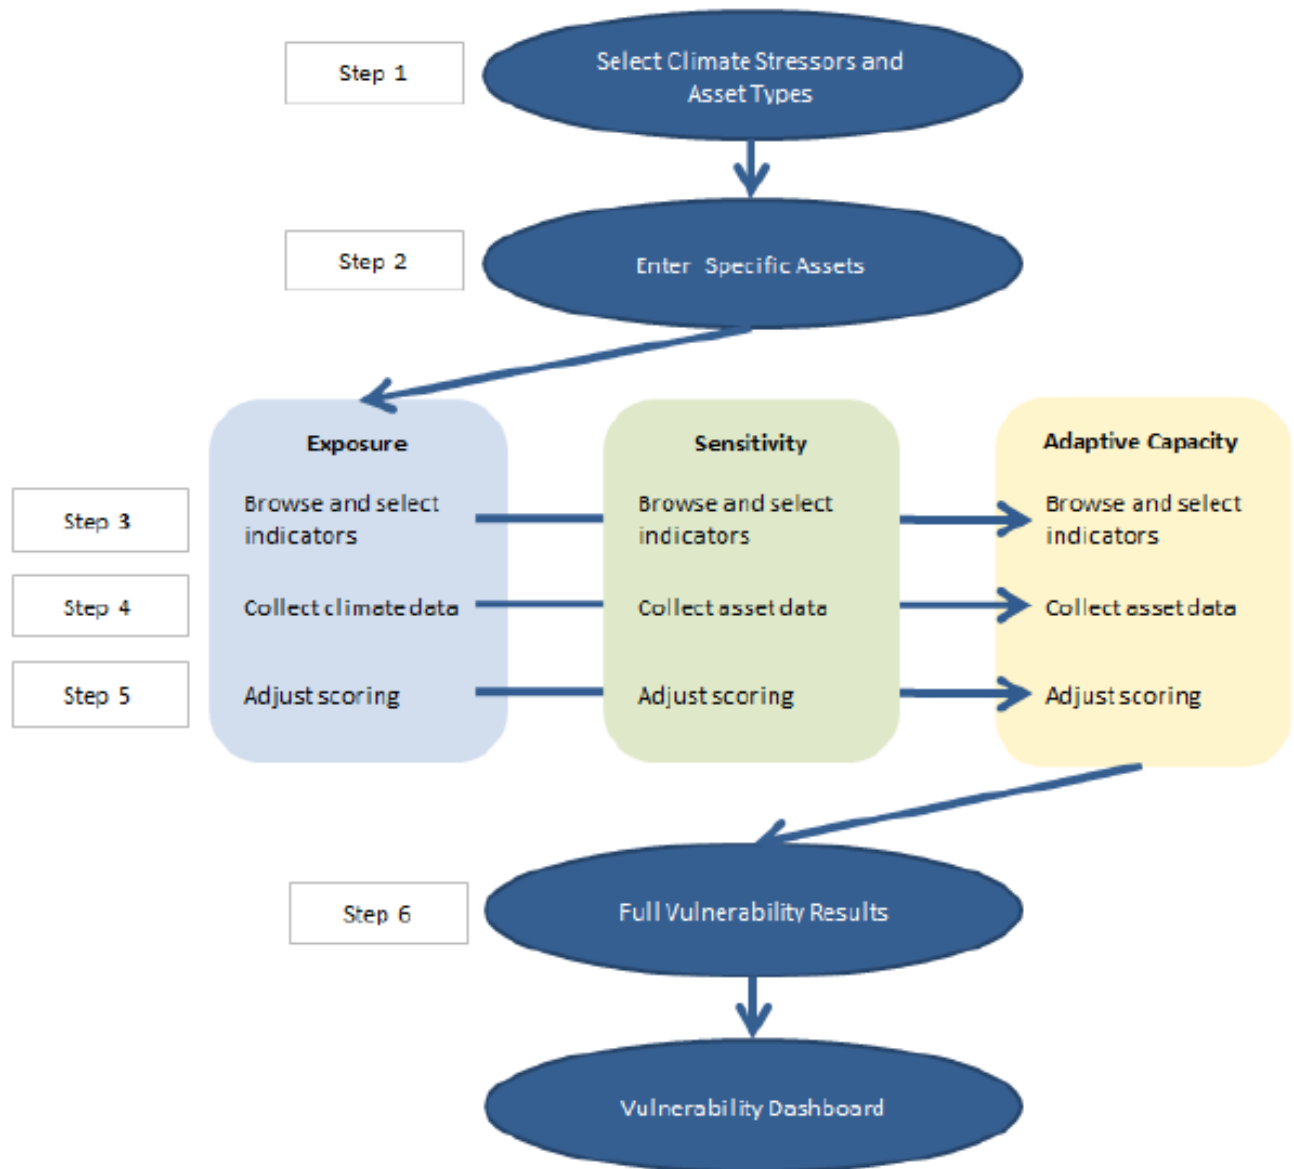 Step 1
Select Climate Stressors and
Asset Types
Step 2
Enter Specific Assets
Exposure
Sensitivity
Adaptive Capacity
Step 3
Browse and select
indicators
Browse and select
indicators
Browse and select
indicators
Step 4
Collect climate data
Collect asset data
Collect asset data
Step 5
Adjust scoring
Adjust scoring
Adjust scoring
Step 6
Full Vulnerability Results
Vulnerability Dashboard